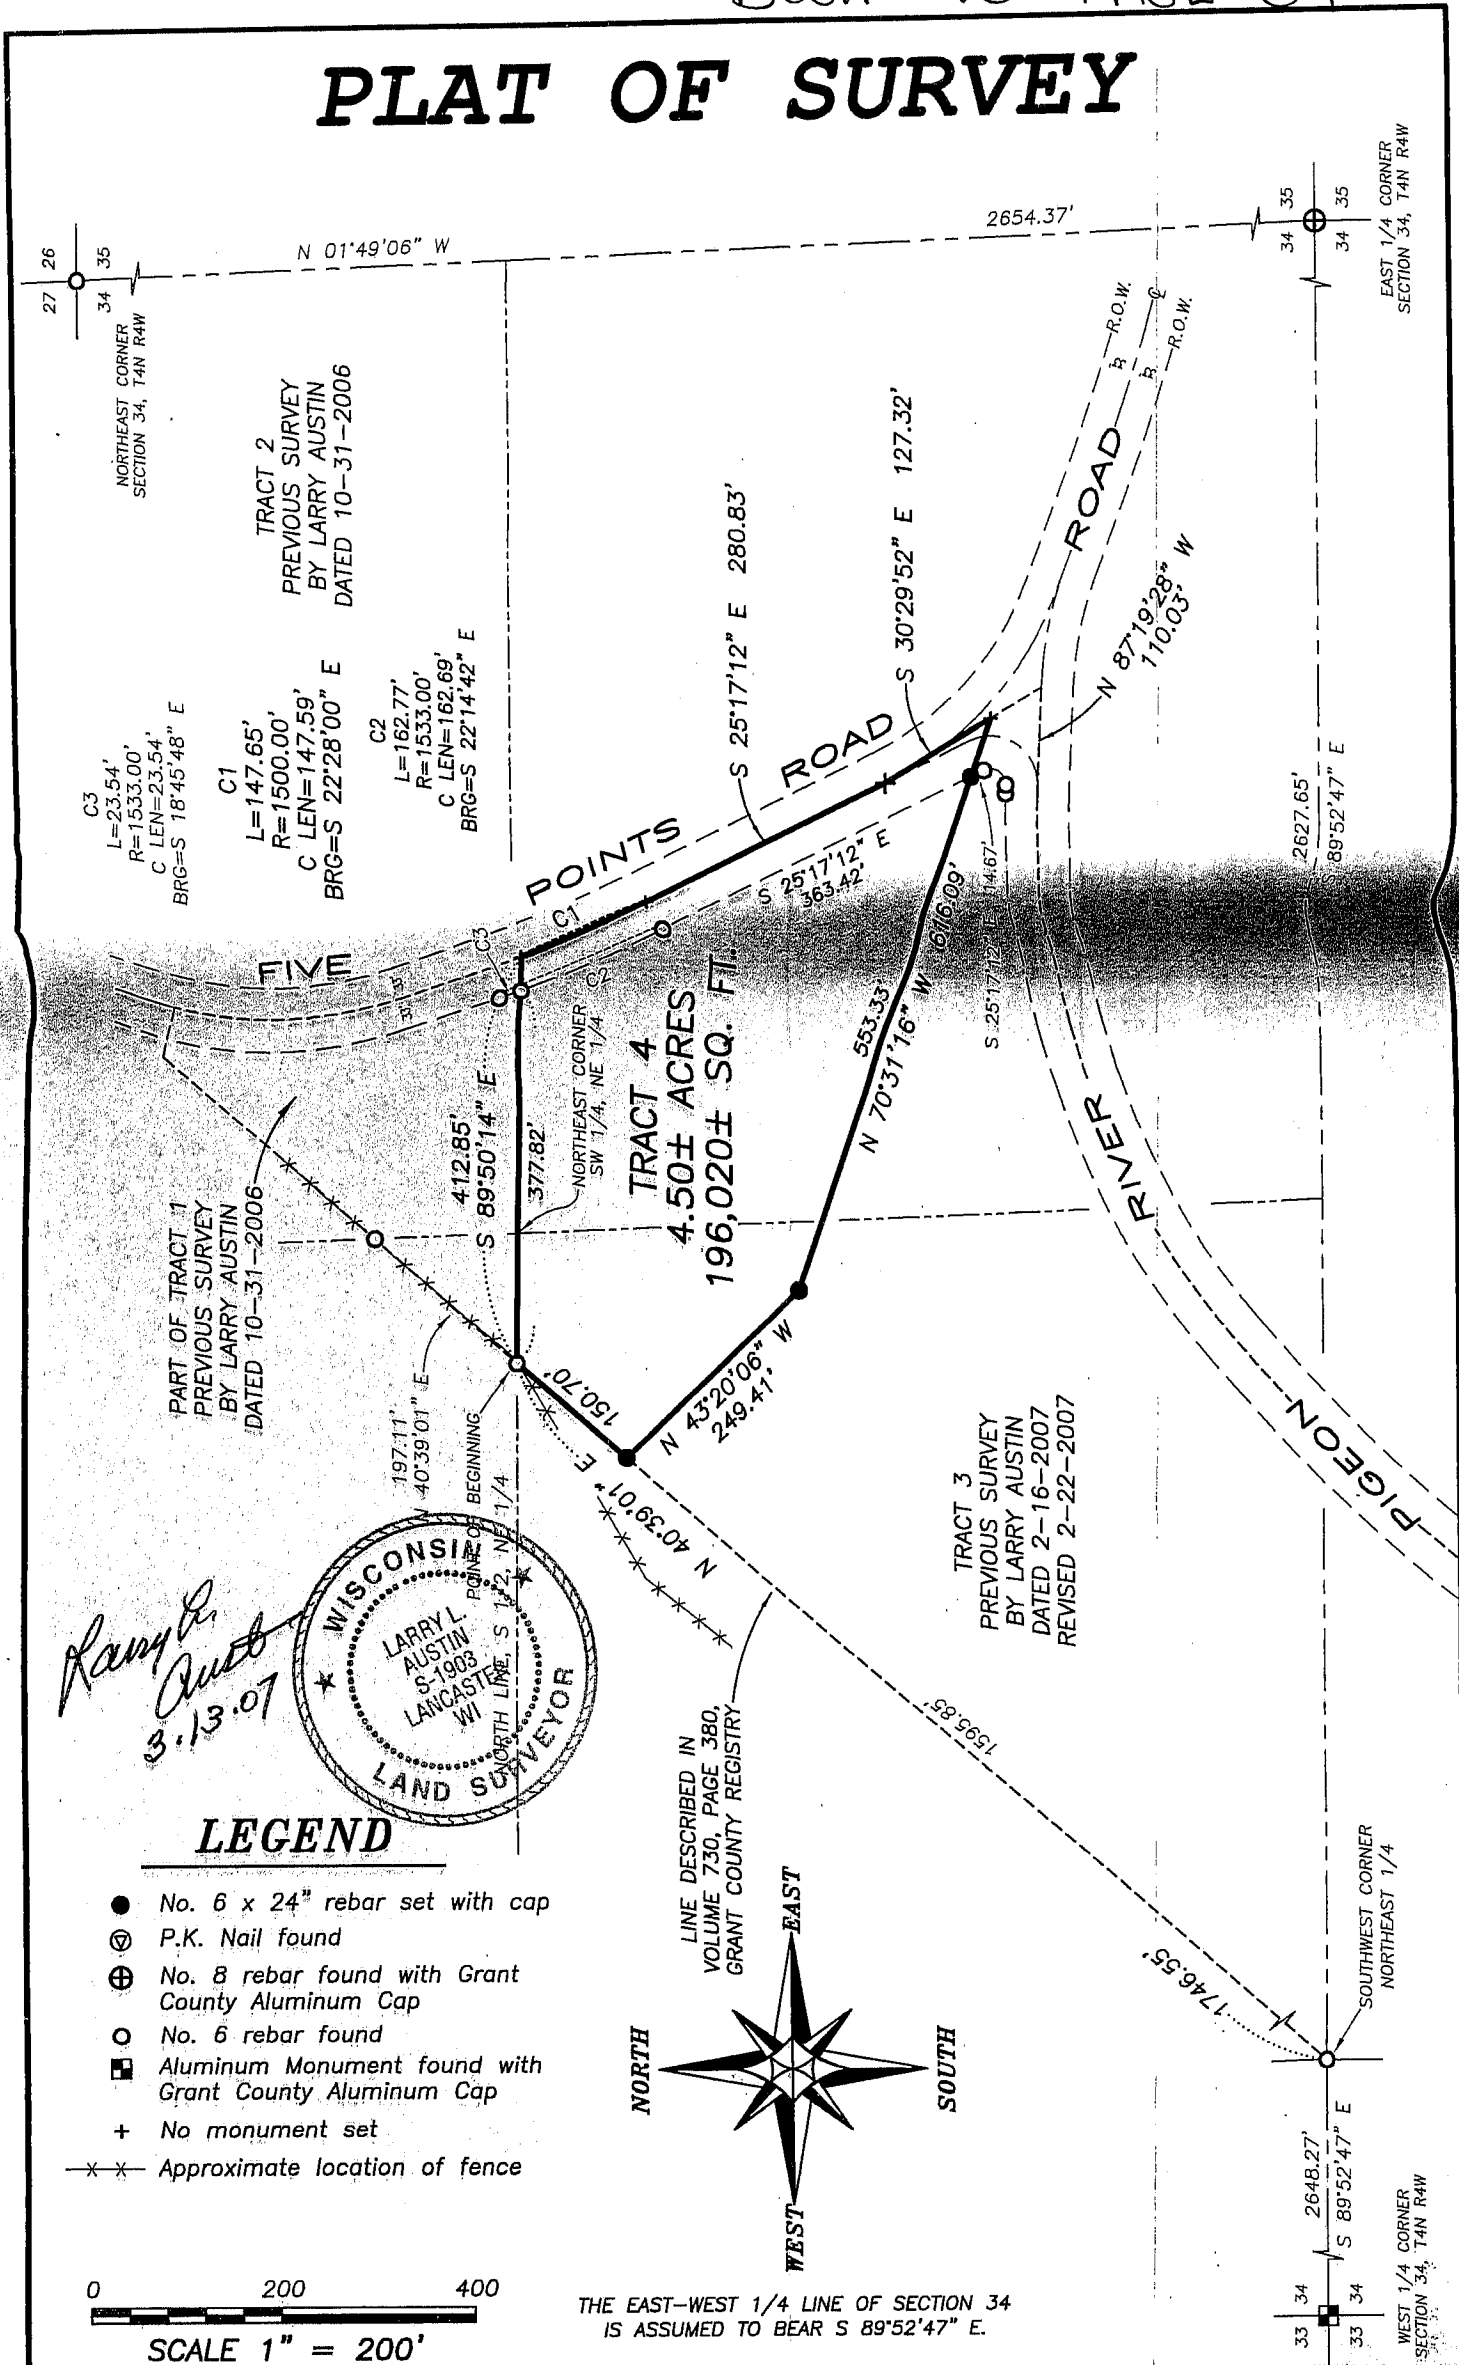 PLAT OF SURVEY
N 01°49'06" W
2654.37'
27 26
34 35
NORTHEAST CORNER
SECTION 34, T4N R4W
34 35
34 35
EAST 1/4 CORNER
SECTION 34, T4N R4W
TRACT 2
PREVIOUS SURVEY
BY LARRY AUSTIN
DATED 10-31-2006
C3
L=23.54'
R=1533.00'
C LEN=23.54'
BRG=S 18°45'48" E
C1
L=147.65'
R=1500.00'
C LEN=147.59'
BRG=S 22°28'00" E
C2
L=162.77'
R=1533.00'
C LEN=162.69'
BRG=S 22°14'42" E
S 25°17'12" E 280.83'
S 30°29'52" E 127.32'
R.O.W.
R.O.W.
ROAD
N 87°19'28" W
110.03'
FIVE POINTS ROAD
33'
33'
C1
C2
C3
S 25°17'12" E
363.42'
S 25°17'12" E 14.67'
2627.65'
S 89°52'47" E
412.85'
S 89°50'14" E
377.82'
NORTHEAST CORNER
SW 1/4, NE 1/4
TRACT 4
4.50± ACRES
196,020± SQ. FT.
616.09'
553.33'
N 70°31'16" W
PART OF TRACT 1
PREVIOUS SURVEY
BY LARRY AUSTIN
DATED 10-31-2006
197.11'
N 40°39'01" E
POINT OF BEGINNING
NORTH LINE, S 1/2, NE 1/4
150.70'
N 43°20'06" W
249.41'
N 40°39'01" E
TRACT 3
PREVIOUS SURVEY
BY LARRY AUSTIN
DATED 2-16-2007
REVISED 2-22-2007
PIGEON RIVER
1595.85'
1746.55'
LINE DESCRIBED IN
VOLUME 730, PAGE 380,
GRANT COUNTY REGISTRY
SOUTHWEST CORNER
NORTHEAST 1/4
Larry L.
Austin
3.13.07
WISCONSIN
LARRY L.
AUSTIN
S-1903
LANCASTER
WI
LAND SURVEYOR
LEGEND
No. 6 x 24" rebar set with cap
P.K. Nail found
No. 8 rebar found with Grant
County Aluminum Cap
No. 6 rebar found
Aluminum Monument found with
Grant County Aluminum Cap
+ No monument set
Approximate location of fence
EAST
NORTH
SOUTH
WEST
2648.27'
S 89°52'47" E
33 34
33 34
WEST 1/4 CORNER
SECTION 34, T4N R4W
0 200 400
SCALE 1" = 200'
THE EAST-WEST 1/4 LINE OF SECTION 34
IS ASSUMED TO BEAR S 89°52'47" E.